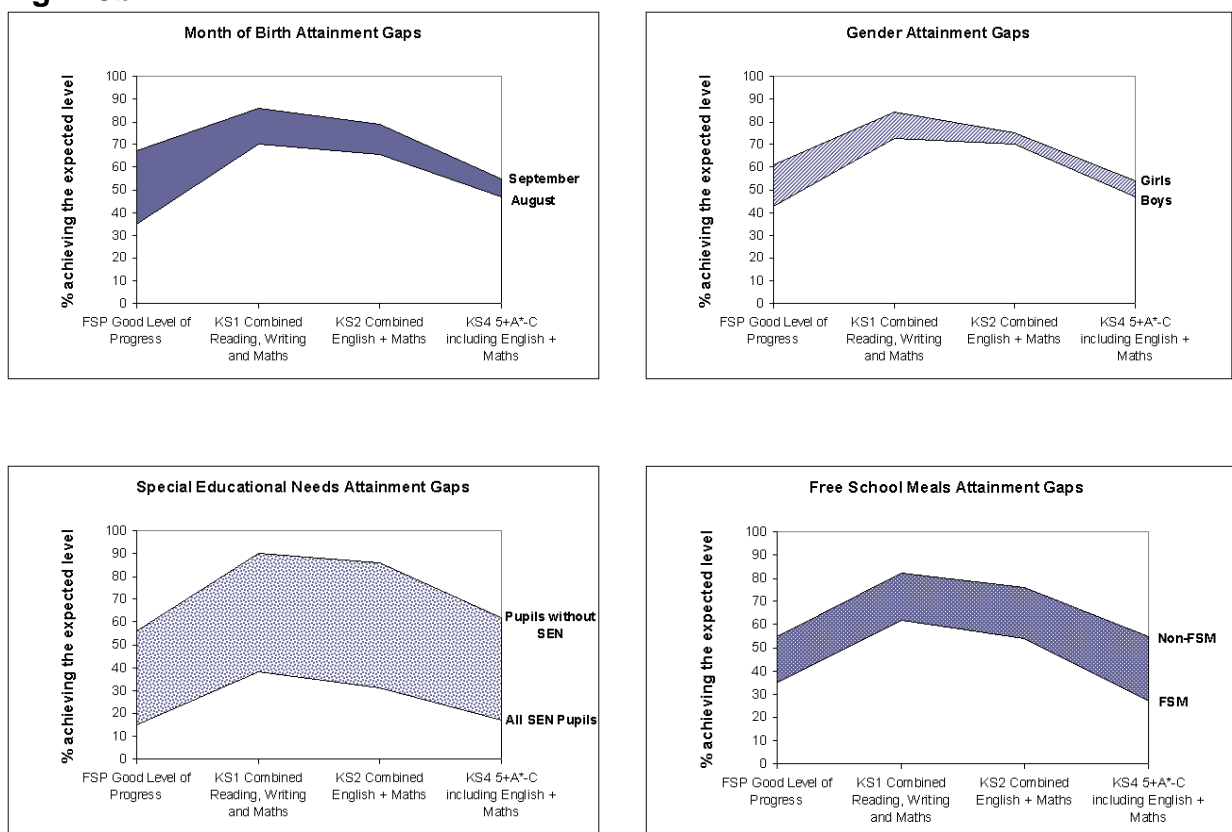 Month of Birth Attainment Gaps
% achieving the expected level
100
90
80
70
60
50
40
30
20
10
0
September
August
FSP Good Level of
Progress
KS1 Combined
Reading, Writing
and Maths
KS2 Combined
English + Maths
KS4 5+A*-C
including English +
Maths
Gender Attainment Gaps
% achieving the expected level
100
90
80
70
60
50
40
30
20
10
0
Girls
Boys
FSP Good Level of
Progress
KS1 Combined
Reading, Writing
and Maths
KS2 Combined
English + Maths
KS4 5+A*-C
including English +
Maths
Special Educational Needs Attainment Gaps
% achieving the expected level
100
90
80
70
60
50
40
30
20
10
0
Pupils without
SEN
All SEN Pupils
FSP Good Level of
Progress
KS1 Combined
Reading, Writing
and Maths
KS2 Combined
English + Maths
KS4 5+A*-C
including English +
Maths
Free School Meals Attainment Gaps
% achieving the expected level
100
90
80
70
60
50
40
30
20
10
0
Non-FSM
FSM
FSP Good Level of
Progress
KS1 Combined
Reading, Writing
and Maths
KS2 Combined
English + Maths
KS4 5+A*-C
including English +
Maths